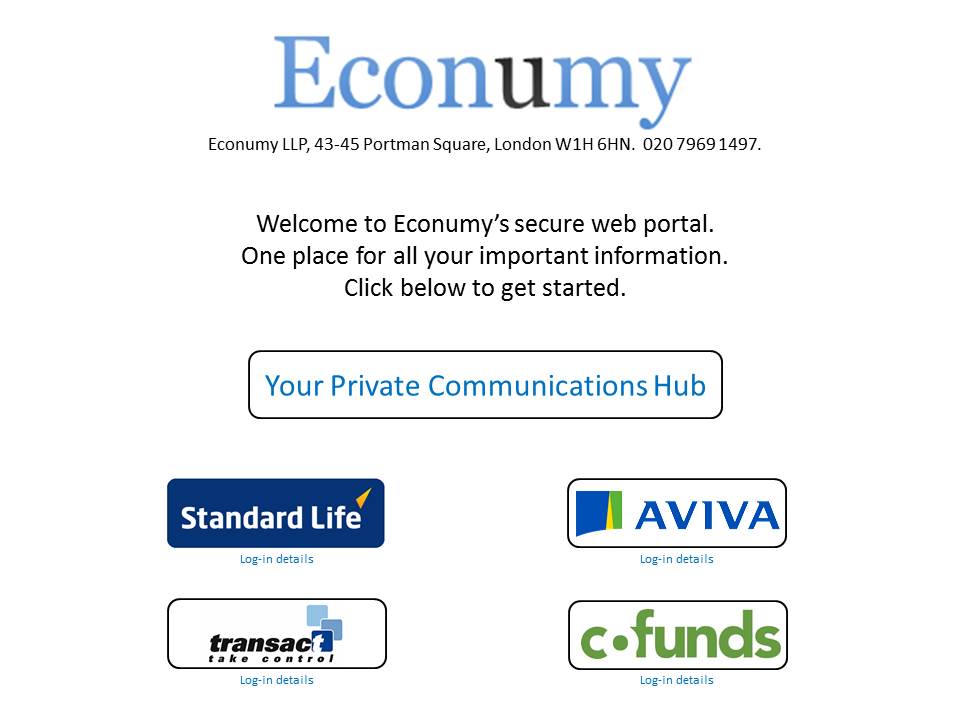 Econumy
Econumy LLP, 43-45 Portman Square, London W1H 6HN. 020 7969 1497.
Welcome to Econumy’s secure web portal.
One place for all your important information.
Click below to get started.
Your Private Communications Hub
Standard Life
AVIVA
Log-in details
Log-in details
transact
take control
c•funds
Log-in details
Log-in details